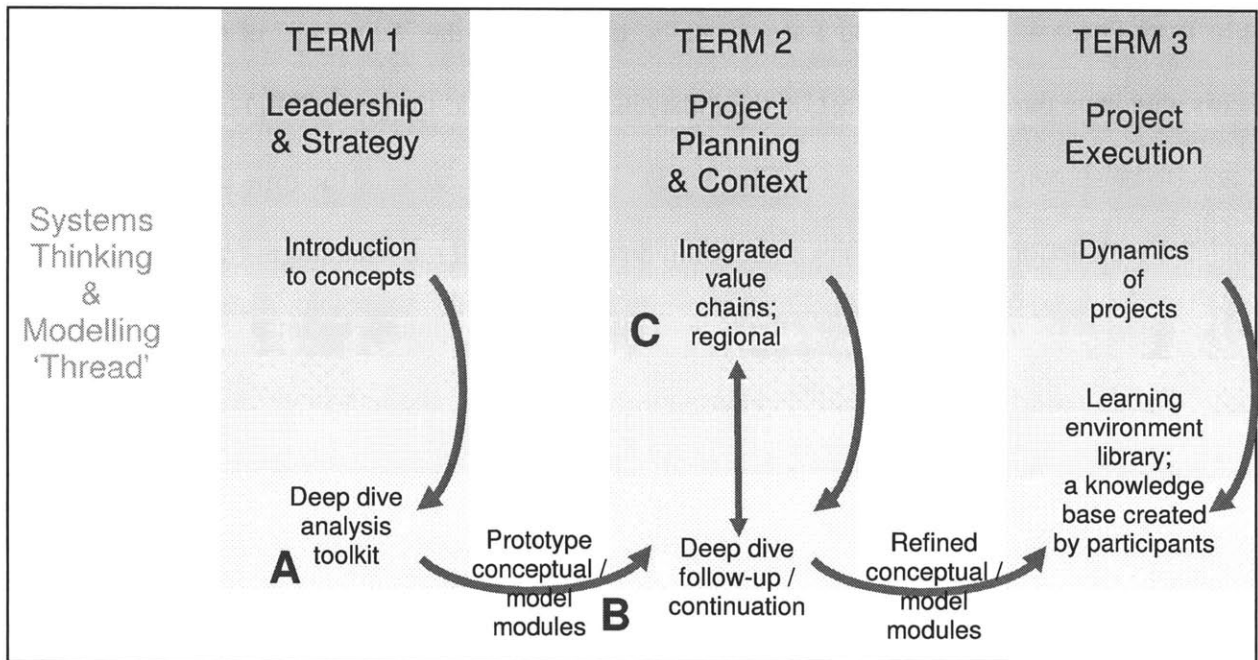 TERM 1
Leadership
& Strategy
TERM 2
Project
Planning
& Context
TERM 3
Project
Execution
Systems
Thinking
&
Modelling
‘Thread’
Introduction
to concepts
Integrated
value
chains;
regional
C
Dynamics
of
projects
Deep dive
analysis
toolkit
A
Prototype
conceptual /
model
modules
B
Deep dive
follow-up /
continuation
Refined
conceptual /
model
modules
Learning
environment
library;
a knowledge
base created
by participants